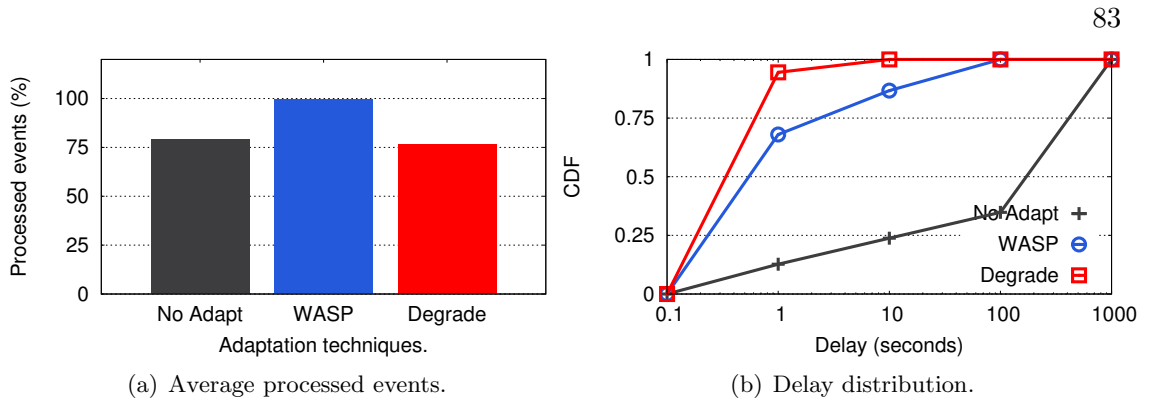 83
Processed events (%)
100
75
50
25
0
No Adapt WASP Degrade
Adaptation techniques.
(a) Average processed events.
CDF
1
0.75
0.5
0.25
0
No Adapt
WASP
Degrade
0.1 1 10 100 1000
Delay (seconds)
(b) Delay distribution.